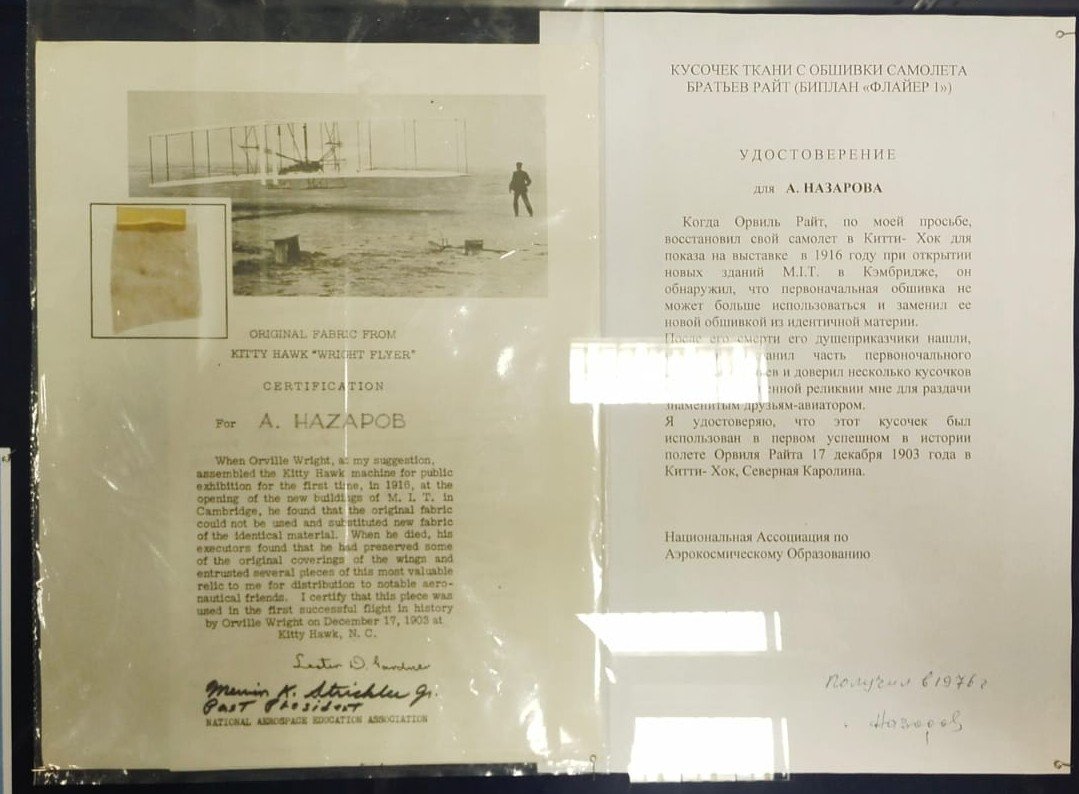 ORIGINAL FABRIC FROM
KITTY HAWK "WRIGHT FLYER"
CERTIFICATION
For А. НАЗАРОВ
When Orville Wright, at my suggestion,
assembled the Kitty Hawk machine for public
exhibition for the first time, in 1916, at the
opening of the new buildings of M. I. T. in
Cambridge, he found that the original fabric
could not be used and substituted new fabric
of the identical material. When he died, his
executors found that he had preserved some
of the original coverings of the wings and
entrusted several pieces of this most valuable
relic to me for distribution to notable aero-
nautical friends. I certify that this piece was
used in the first successful flight in history
by Orville Wright on December 17, 1903 at
Kitty Hawk, N. C.
Lester D. Gardner
Mervin K. Strickler Jr.
Past President
NATIONAL AEROSPACE EDUCATION ASSOCIATION
КУСОЧЕК ТКАНИ С ОБШИВКИ САМОЛЕТА
БРАТЬЕВ РАЙТ (БИПЛАН «ФЛАЙЕР 1»)
УДОСТОВЕРЕНИЕ
для А. НАЗАРОВА
Когда Орвиль Райт, по моей просьбе,
восстановил свой самолет в Китти- Хок для
показа на выставке в 1916 году при открытии
новых зданий M.I.T. в Кэмбридже, он
обнаружил, что первоначальная обшивка не
может больше использоваться и заменил ее
новой обшивкой из идентичной материи.
После его смерти его душеприказчики нашли,
часть первоначального
и доверил несколько кусочков
реликвии мне для раздачи
знаменитым друзьям-авиатором.
Я удостоверяю, что этот кусочек был
использован в первом успешном в истории
полете Орвиля Райта 17 декабря 1903 года в
Китти- Хок, Северная Каролина.
Национальная Ассоциация по
Аэрокосмическому Образованию
Получил в 1976 г
Назаров